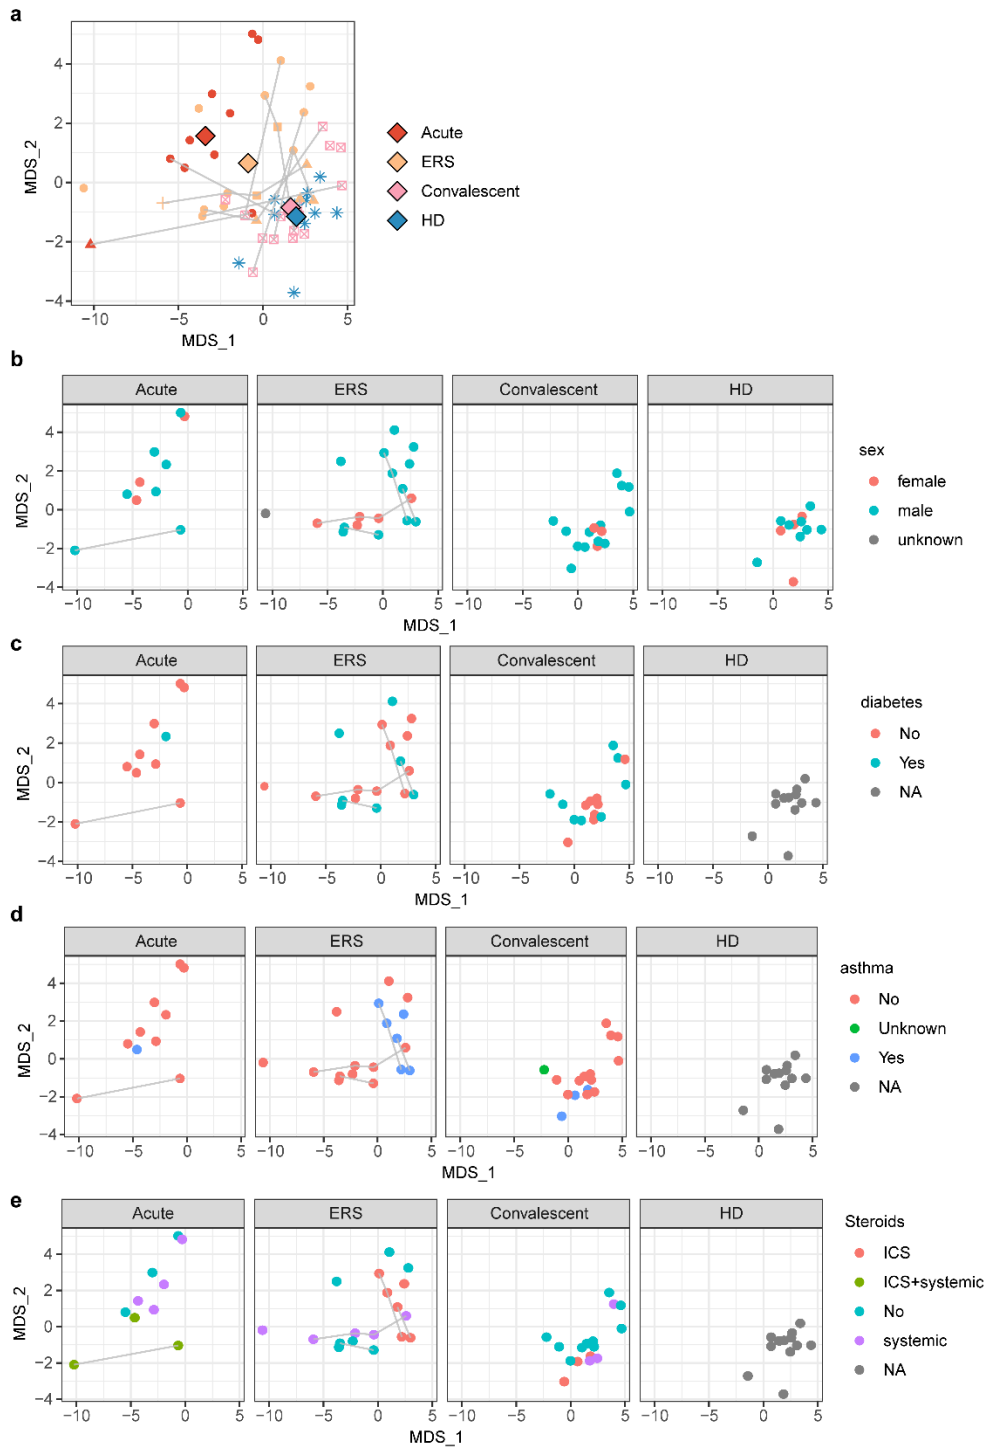 a
4
2
0
−2
−4
MDS_2
−10 −5 0 5
MDS_1
Acute
ERS
Convalescent
HD
b
Acute ERS Convalescent HD
4
2
0
−2
−4
MDS_2
−10 −5 0 5 −10 −5 0 5 −10 −5 0 5 −10 −5 0 5
MDS_1
sex
female
male
unknown
c
Acute ERS Convalescent HD
4
2
0
−2
−4
MDS_2
−10 −5 0 5 −10 −5 0 5 −10 −5 0 5 −10 −5 0 5
MDS_1
diabetes
No
Yes
NA
d
Acute ERS Convalescent HD
4
2
0
−2
−4
MDS_2
−10 −5 0 5 −10 −5 0 5 −10 −5 0 5 −10 −5 0 5
MDS_1
asthma
No
Unknown
Yes
NA
e
Acute ERS Convalescent HD
4
2
0
−2
−4
MDS_2
−10 −5 0 5 −10 −5 0 5 −10 −5 0 5 −10 −5 0 5
MDS_1
Steroids
ICS
ICS+systemic
No
systemic
NA